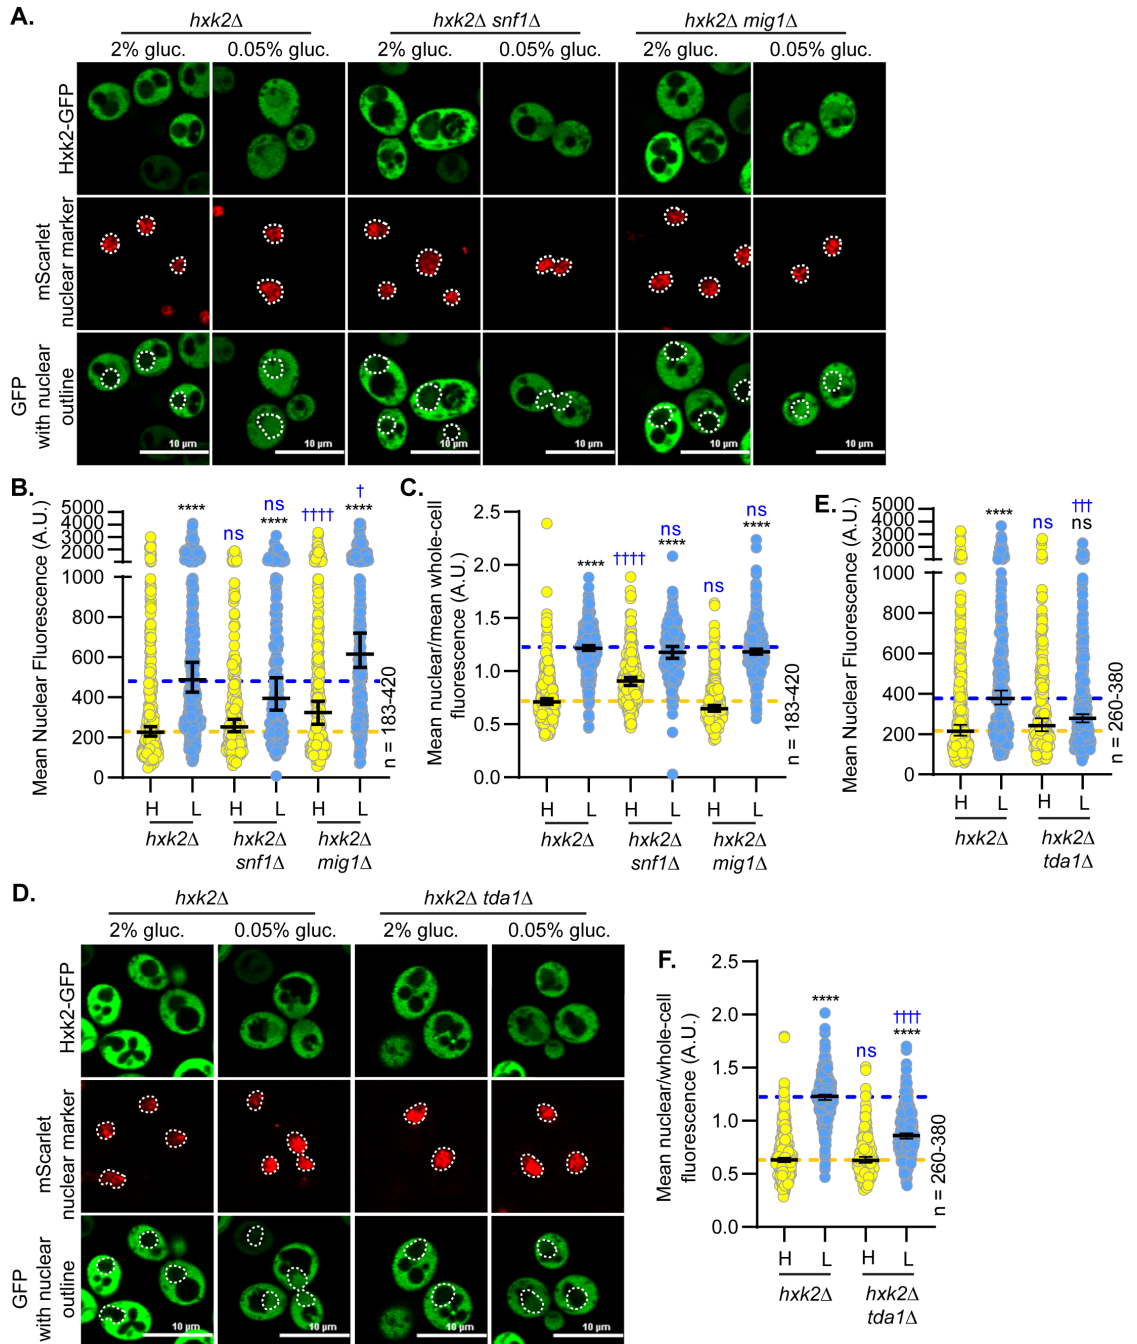 A.
hxk2Δ
hxk2Δ snf1Δ
hxk2Δ mig1Δ
2% gluc.
0.05% gluc.
2% gluc.
0.05% gluc.
2% gluc.
0.05% gluc.
Hxk2-GFP
mScarlet
nuclear marker
GFP
with nuclear
outline
10 µm
10 µm
10 µm
10 µm
10 µm
10 µm
B.
Mean Nuclear Fluorescence (A.U.)
5000
4000
3000
2000
1000
800
600
400
200
0
****
ns
ns
****
††††
†
****
n = 183-420
H
L
H
L
H
L
hxk2Δ
hxk2Δ
snf1Δ
hxk2Δ
mig1Δ
C.
Mean nuclear/mean whole-cell
fluorescence (A.U.)
2.5
2.0
1.5
1.0
0.5
0.0
****
††††
ns
****
ns
ns
****
n = 183-420
H
L
H
L
H
L
hxk2Δ
hxk2Δ
snf1Δ
hxk2Δ
mig1Δ
E.
Mean Nuclear Fluorescence (A.U.)
5000
4000
3000
2000
1000
800
600
400
200
0
****
ns
†††
ns
n = 260-380
H
L
H
L
hxk2Δ
hxk2Δ
tda1Δ
D.
hxk2Δ
hxk2Δ tda1Δ
2% gluc.
0.05% gluc.
2% gluc.
0.05% gluc.
Hxk2-GFP
mScarlet
nuclear marker
GFP
with nuclear
outline
10 µm
10 µm
10 µm
10 µm
F.
Mean nuclear/whole-cell
fluorescence (A.U.)
2.5
2.0
1.5
1.0
0.5
0.0
****
ns
††††
****
n = 260-380
H
L
H
L
hxk2Δ
hxk2Δ
tda1Δ